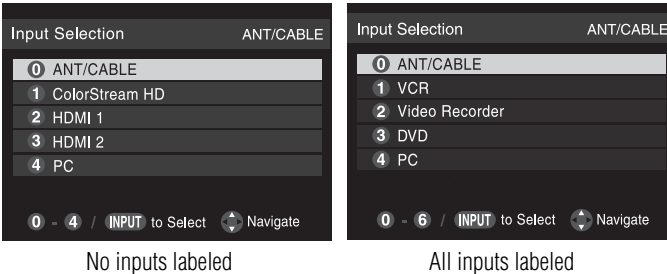 Input Selection ANT/CABLE
0 ANT/CABLE
1 ColorStream HD
2 HDMI 1
3 HDMI 2
4 PC
0 - 4 / INPUT to Select Navigate
No inputs labeled
Input Selection ANT/CABLE
0 ANT/CABLE
1 VCR
2 Video Recorder
3 DVD
4 PC
0 - 6 / INPUT to Select Navigate
All inputs labeled